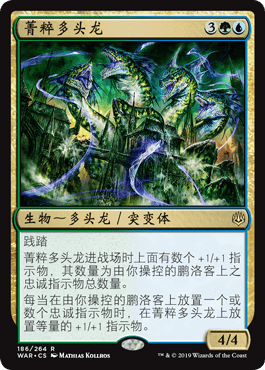 菁粹多头龙 3
生物～多头龙／突变体
践踏
菁粹多头龙进战场时上面有数个 +1/+1 指
示物，其数量为由你操控的鹏洛客上之
忠诚指示物总数量。
每当在由你操控的鹏洛客上放置一个或
数个忠诚指示物时，在菁粹多头龙上放
置等量的 +1/+1 指示物。
4/4
186/264 R
WAR • CS MATHIAS KOLLROS
™ & © 2019 Wizards of the Coast